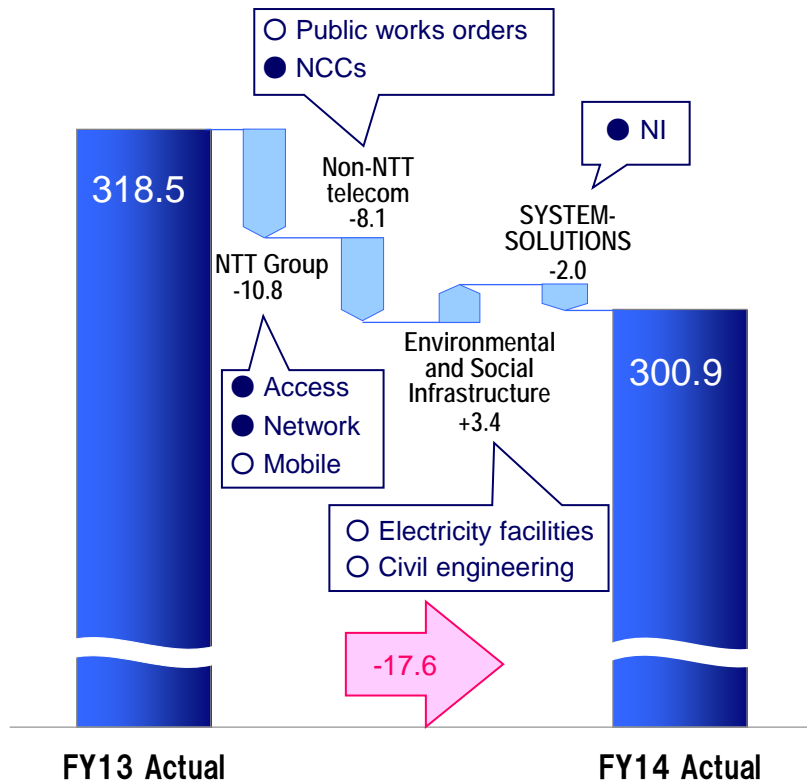 ○ Public works orders
● NCCs
● NI
318.5
Non-NTT
telecom
-8.1
SYSTEM-
SOLUTIONS
-2.0
NTT Group
-10.8
Environmental
and Social
Infrastructure
+3.4
300.9
● Access
● Network
○ Mobile
○ Electricity facilities
○ Civil engineering
-17.6
FY13 Actual
FY14 Actual